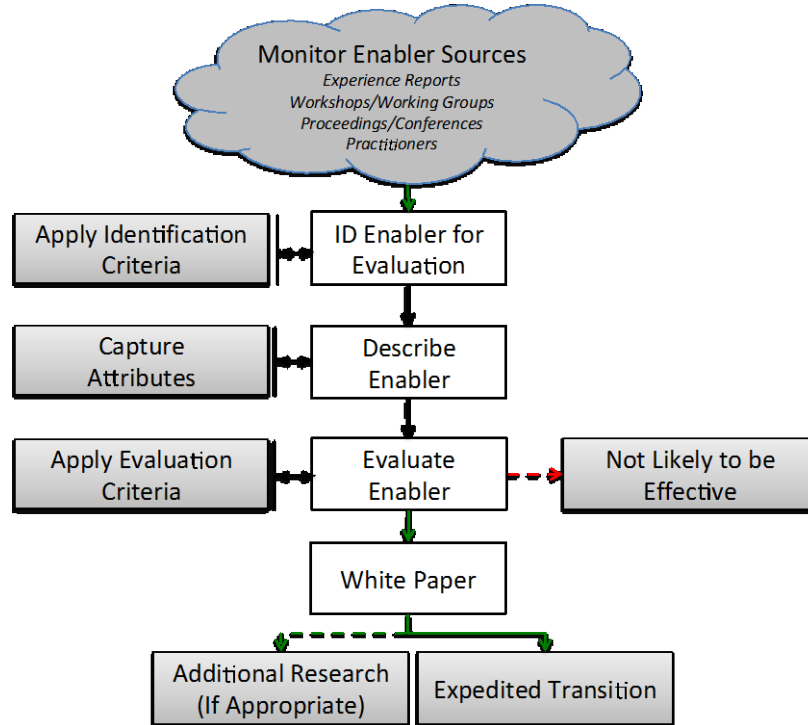 Monitor Enabler Sources
Experience Reports
Workshops/Working Groups
Proceedings/Conferences
Practitioners
Apply Identification
Criteria
ID Enabler for
Evaluation
Capture
Attributes
Describe
Enabler
Apply Evaluation
Criteria
Evaluate
Enabler
Not Likely to be
Effective
White Paper
Additional Research
(If Appropriate)
Expedited Transition